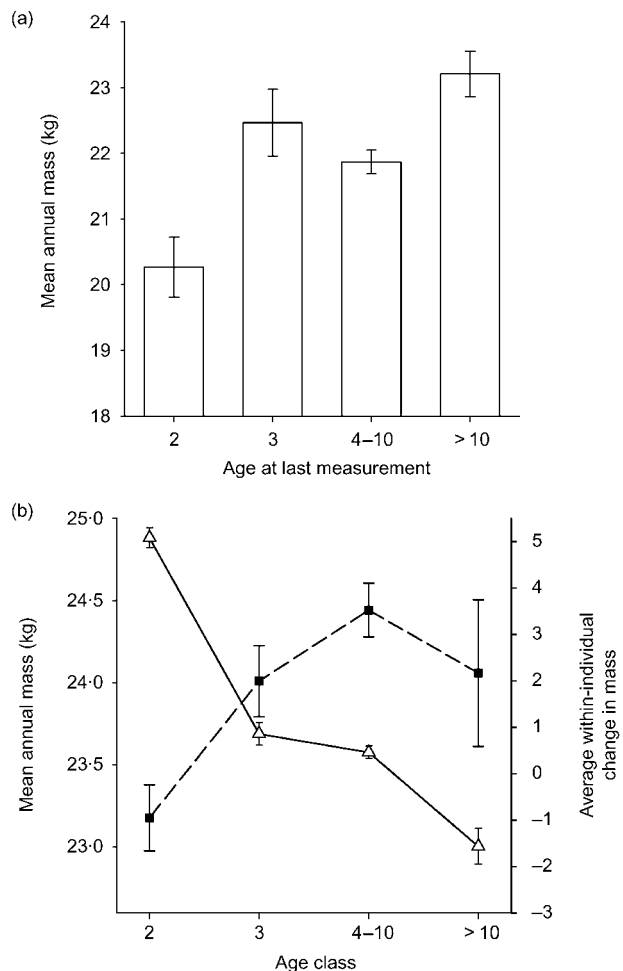 (a)
24
23
22
21
20
19
18
Mean annual mass (kg)
2 3 4–10 > 10
Age at last measurement
(b)
25·0
24·5
24·0
23·5
23·0
Mean annual mass (kg)
5
4
3
2
1
0
–1
–2
–3
Average within-individual
change in mass
2 3 4–10 > 10
Age class